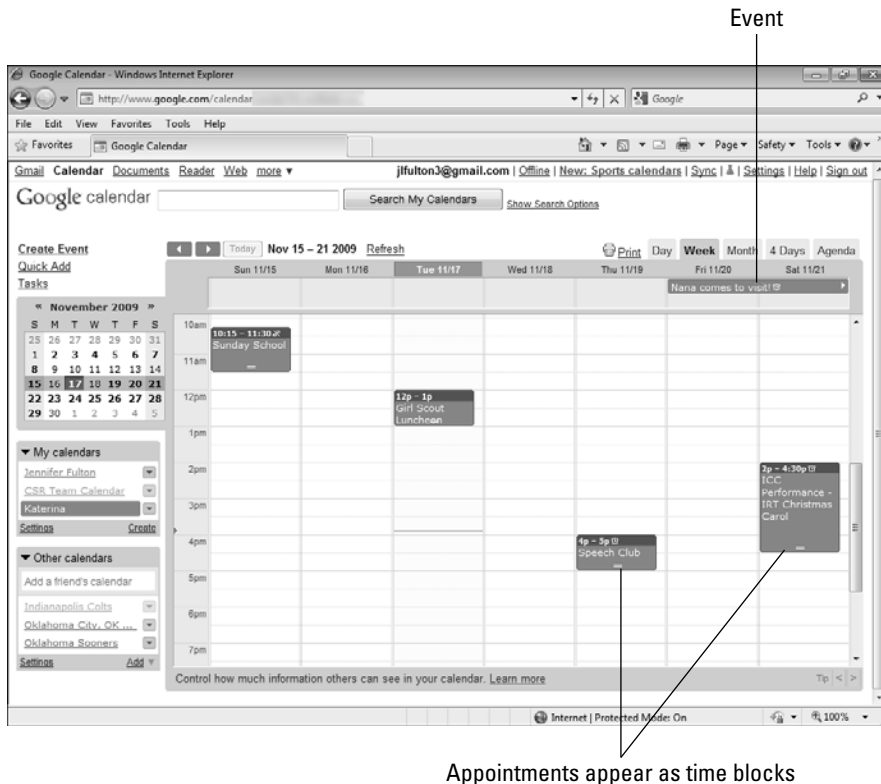 Event
Google Calendar - Windows Internet Explorer
http://www.google.com/calendar
Google
File Edit View Favorites Tools Help
Favorites Google Calendar
Page Safety Tools
Gmail Calendar Documents Reader Web more jlfulton3@gmail.com | Offline | New: Sports calendars | Sync | Settings | Help | Sign out
Google calendar Search My Calendars Show Search Options
Create Event
Quick Add
Tasks
Today Nov 15 – 21 2009 Refresh Print Day Week Month 4 Days Agenda
Sun 11/15 Mon 11/16 Tue 11/17 Wed 11/18 Thu 11/19 Fri 11/20 Sat 11/21
Nana comes to visit!
« November 2009 »
S M T W T F S
25 26 27 28 29 30 31
1 2 3 4 5 6 7
8 9 10 11 12 13 14
15 16 17 18 19 20 21
22 23 24 25 26 27 28
29 30 1 2 3 4 5
My calendars
Jennifer Fulton
CSR Team Calendar
Katerina
Settings Create
Other calendars
Add a friend's calendar
Indianapolis Colts
Oklahoma City, OK ...
Oklahoma Sooners
Settings Add
10am
11am
12pm
1pm
2pm
3pm
4pm
5pm
6pm
7pm
10:15 – 11:30
Sunday School
12p – 1p
Girl Scout
Luncheon
4p – 5p
Speech Club
2p – 4:30p
ICC
Performance -
IRT Christmas
Carol
Control how much information others can see in your calendar. Learn more Tip < >
Internet | Protected Mode: On 100%
Appointments appear as time blocks